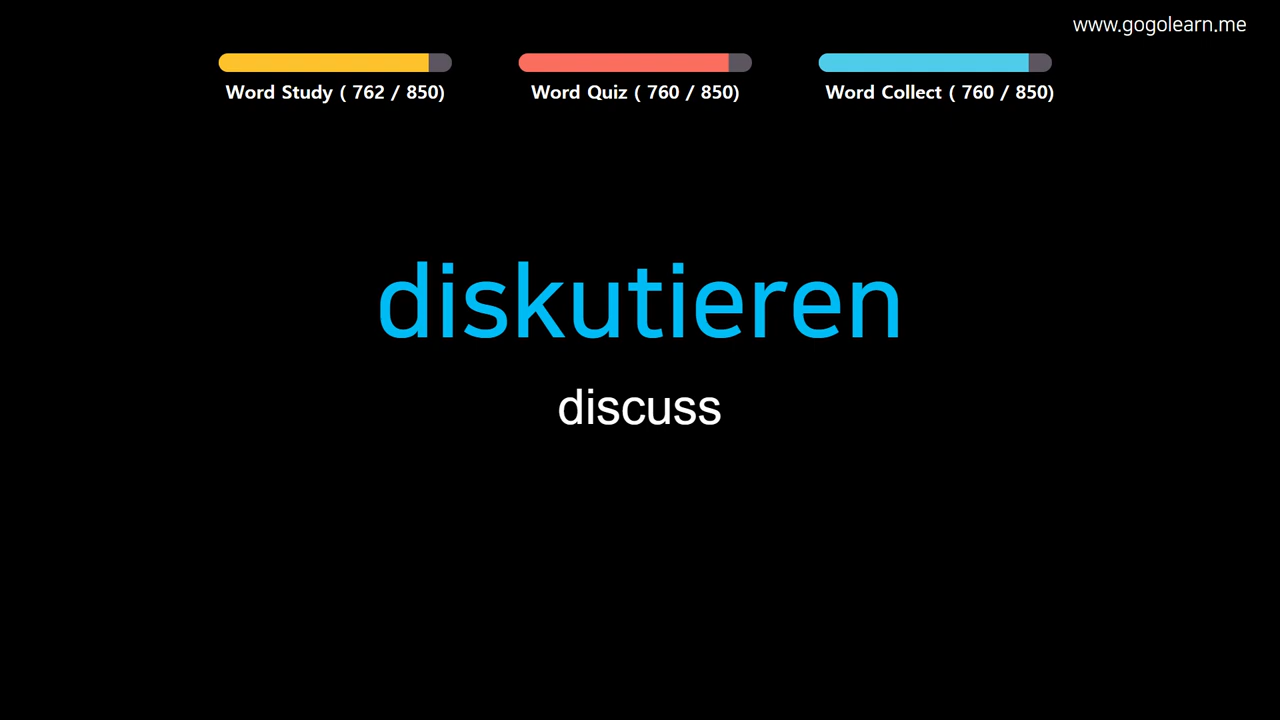 www.gogolearn.me
Word Study ( 762 / 850)
Word Quiz ( 760 / 850)
Word Collect ( 760 / 850)
diskutieren
discuss